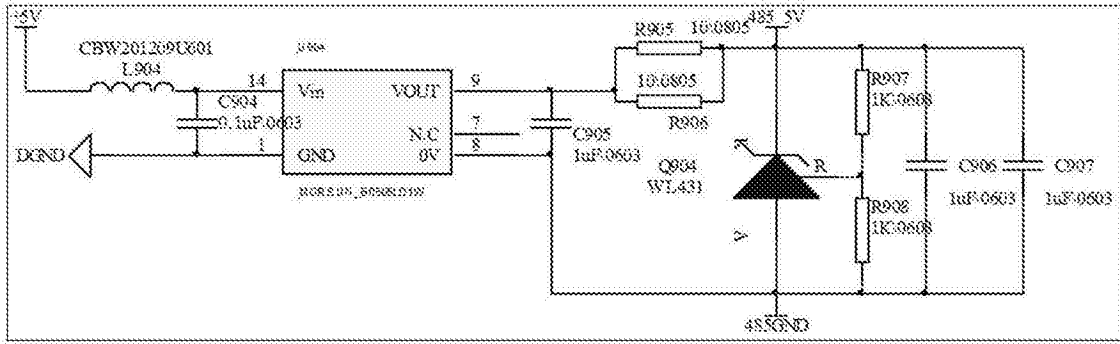 +5V
485_5V
CBW201209U601
L904
14
Vin
VOUT
9
C904
0.1uF\0603
DGND
1
GND
N.C
7
0V
8
C905
1uF\0603
R905
10\0805
10\0805
R906
Q904
WL431
R
A
R907
1K\0603
R908
1K\0603
C906
1uF\0603
C907
1uF\0603
485GND